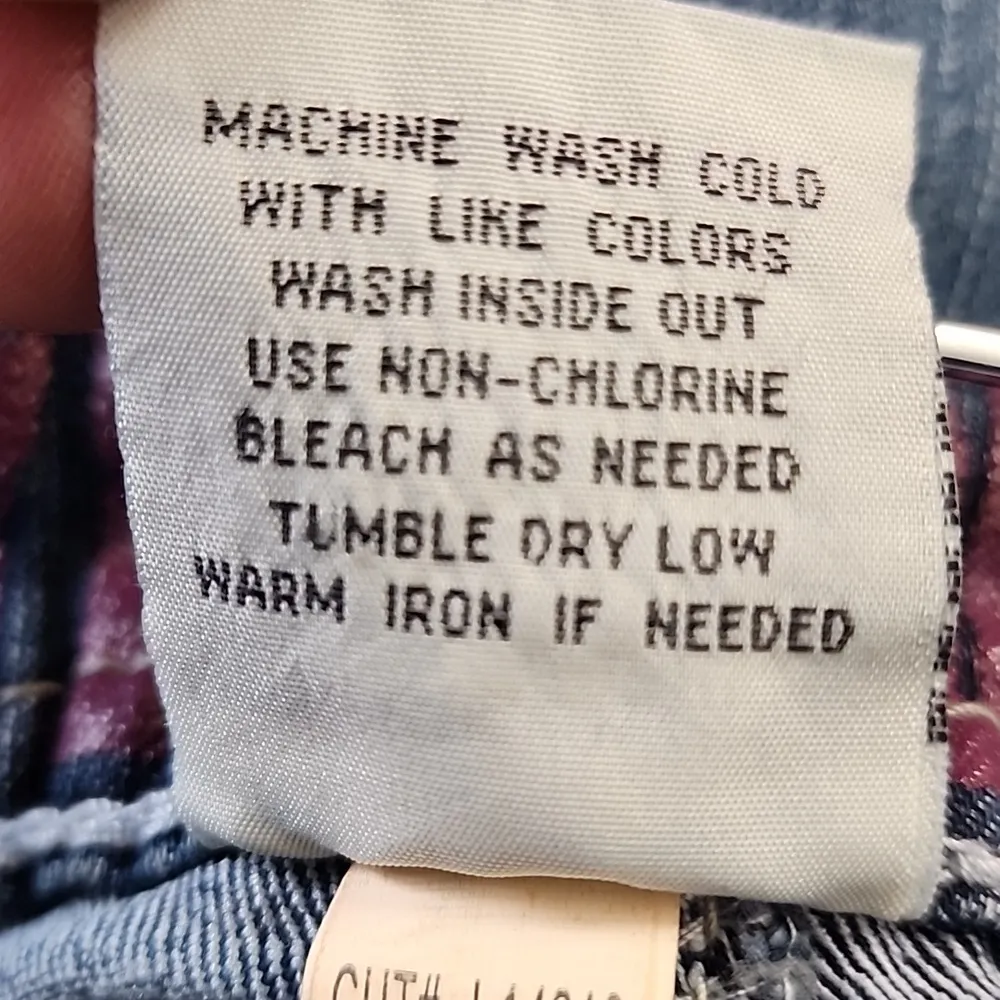 MACHINE WASH COLD
WITH LIKE COLORS
WASH INSIDE OUT
USE NON-CHLORINE
BLEACH AS NEEDED
TUMBLE DRY LOW
WARM IRON IF NEEDED
CUT#